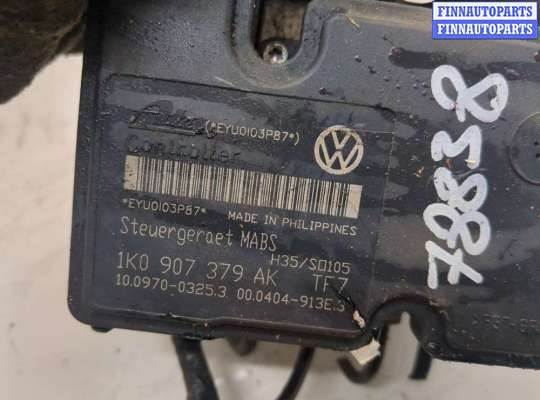 FINNAUTOPARTS
FINNAUTOPARTS
(*EYU0103P87*)
Controller
*EYU0103P87* MADE IN PHILIPPINES
Steuergeraet MABS
H35/S0105
1K0 907 379 AK TF7
10.0970-0325.3 00.0404-913E.3
78838